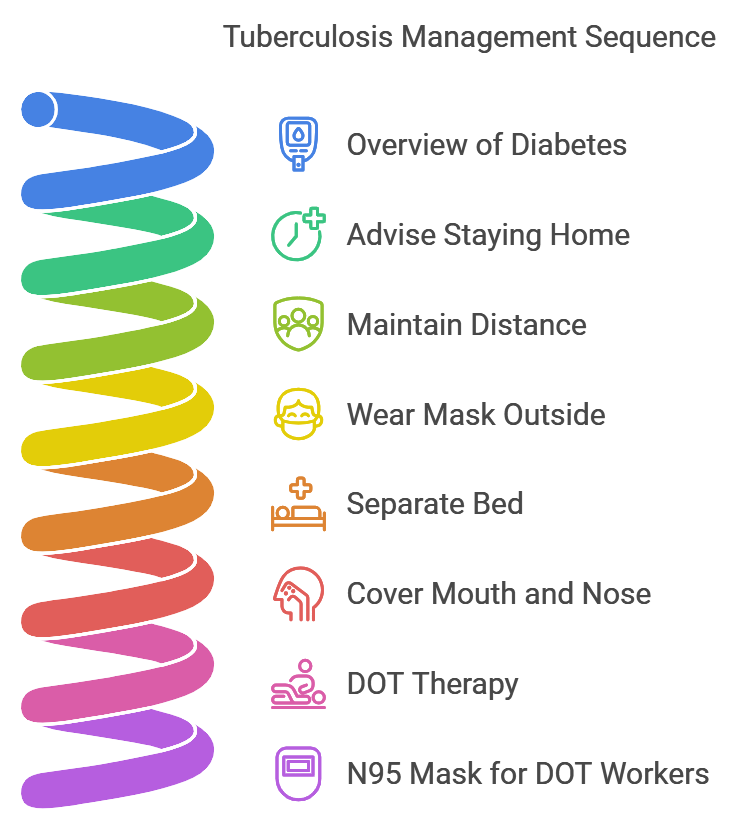 Tuberculosis Management Sequence
Overview of Diabetes
Advise Staying Home
Maintain Distance
Wear Mask Outside
Separate Bed
Cover Mouth and Nose
DOT Therapy
N95 Mask for DOT Workers